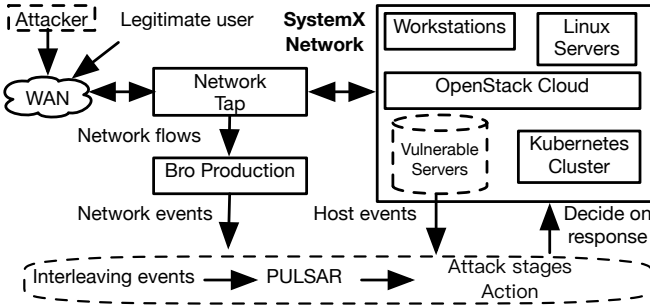 Attacker
Legitimate user
WAN
Network
Tap
Network flows
Bro Production
Network events
SystemX
Network
Workstations
Linux
Servers
OpenStack Cloud
Vulnerable
Servers
Kubernetes
Cluster
Host events
Decide on
response
Interleaving events
PULSAR
Attack stages
Action